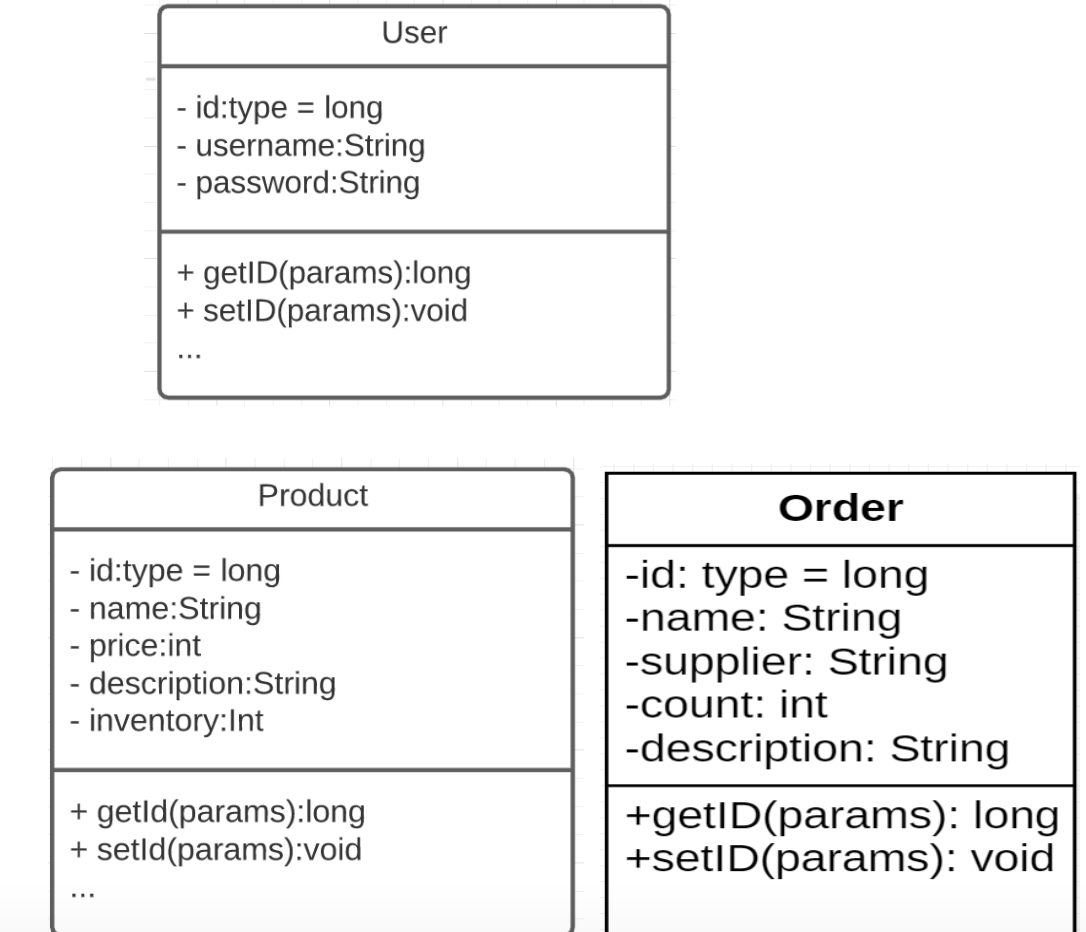 User
- id:type = long
- username:String
- password:String
+ getID(params):long
+ setID(params):void
...
Product
- id:type = long
- name:String
- price:int
- description:String
- inventory:Int
+ getId(params):long
+ setId(params):void
...
Order
-id: type = long
-name: String
-supplier: String
-count: int
-description: String
+getID(params): long
+setID(params): void